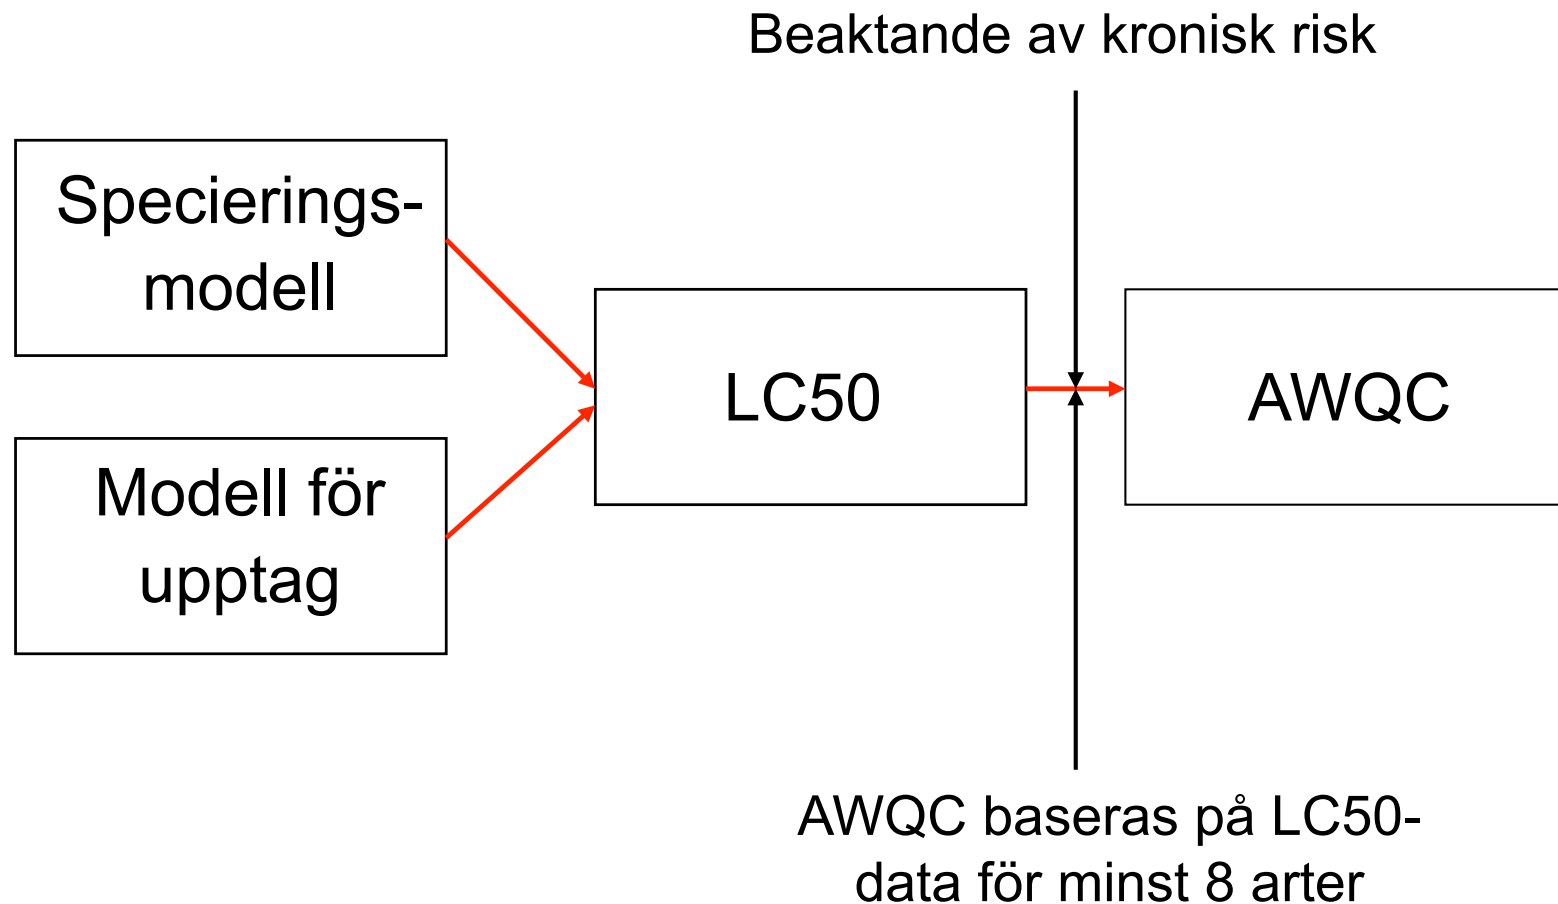 Beaktande av kronisk risk
Specierings-
modell
Modell för
upptag
LC50
AWQC
AWQC baseras på LC50-
data för minst 8 arter